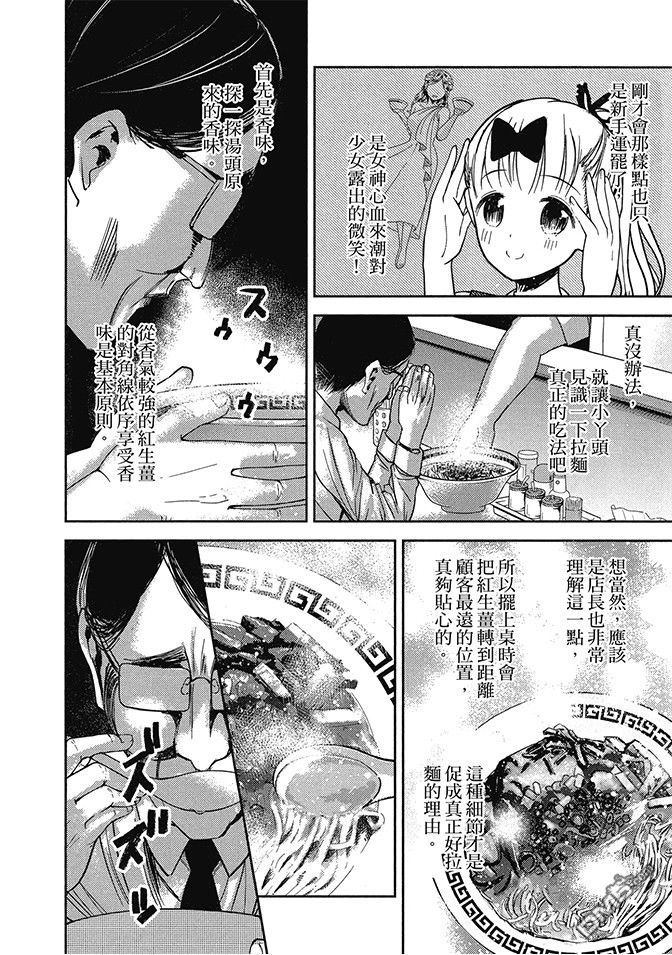 剛才會那樣點也只
是新手運罷了，
是女神心血來潮對
少女露出的微笑！
真沒辦法，
就讓小丫頭
見識一下拉麵
真正的吃法吧
首先是香味，
探一探湯頭原
來的香味。
スゥゥ
從香氣較強的紅生薑
的對角線依序享受香
味是基本原則。
想當然，應該
是店長也非常
理解這一點，
所以擺上桌時會
把紅生薑轉到距離
顧客最遠的位置，
真夠貼心的。
這種細節才是
促成真正好拉
麵的理由。
ズズズ